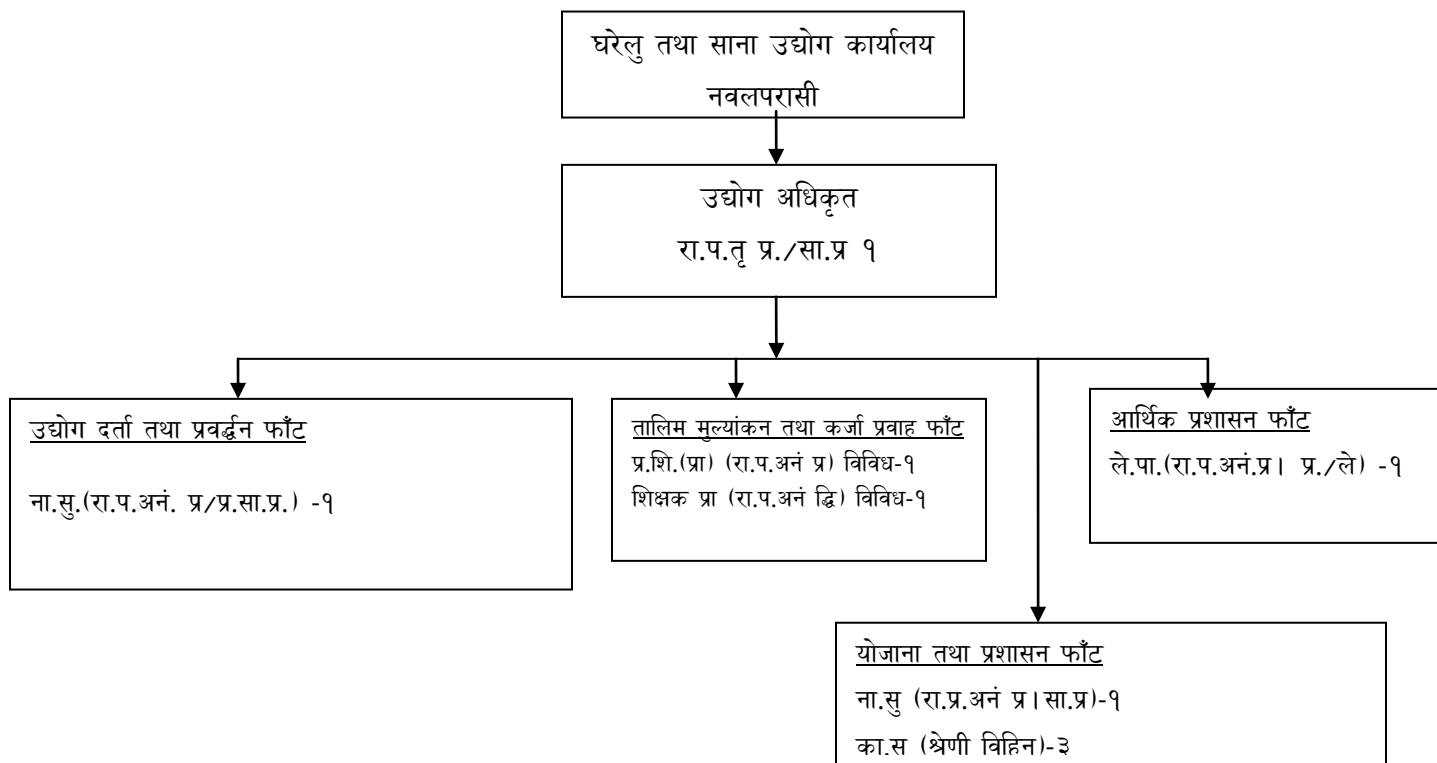 घरेलु तथा साना उद्योग कार्यालय
नवलपरासी
उद्योग अधिकृत
रा.प.तृ प्र./सा.प्र १
उद्योग दर्ता तथा प्रवर्द्धन फाँट
ना.सु.(रा.प.अनं. प्र/प्र.सा.प्र.) -१
तालिम मुल्यांकन तथा कर्जा प्रवाह फाँट
प्र.शि.(प्रा) (रा.प.अनं प्र) विविध-१
शिक्षक प्रा (रा.प.अनं द्धि) विविध-१
आर्थिक प्रशासन फाँट
ले.पा.(रा.प.अनं.प्र। प्र./ले) -१
योजाना तथा प्रशासन फाँट
ना.सु (रा.प्र.अनं प्र।सा.प्र)-१
का.स (श्रेणी विहिन)-३